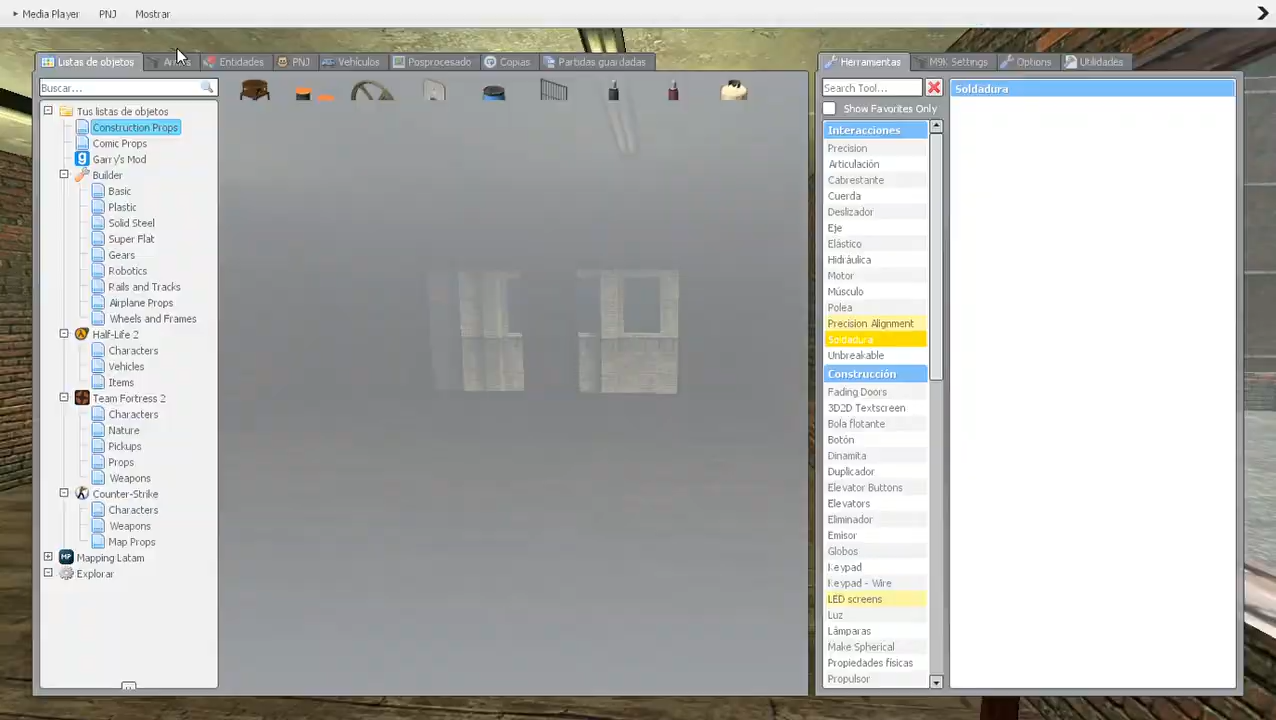 Media Player PNJ Mostrar
Listas de objetos Armas Entidades PNJ Vehículos Posprocesado Copias Partidas guardadas
Buscar...
Tus listas de objetos
Construction Props
Comic Props
Garry's Mod
Builder
Basic
Plastic
Solid Steel
Super Flat
Gears
Robotics
Rails and Tracks
Airplane Props
Wheels and Frames
Half-Life 2
Characters
Vehicles
Items
Team Fortress 2
Characters
Nature
Pickups
Props
Weapons
Counter-Strike
Characters
Weapons
Map Props
Mapping Latam
Explorar
Herramientas M9K Settings Options Utilidades
Search Tool...
Show Favorites Only
Interacciones
Precision
Articulación
Cabrestante
Cuerda
Deslizador
Eje
Elástico
Hidráulica
Motor
Músculo
Polea
Precision Alignment
Soldadura
Unbreakable
Construcción
Fading Doors
3D2D Textscreen
Bola flotante
Botón
Dinamita
Duplicador
Elevator Buttons
Elevators
Eliminador
Emisor
Globos
Keypad
Keypad - Wire
LED screens
Luz
Lámparas
Make Spherical
Propiedades físicas
Propulsor
Soldadura